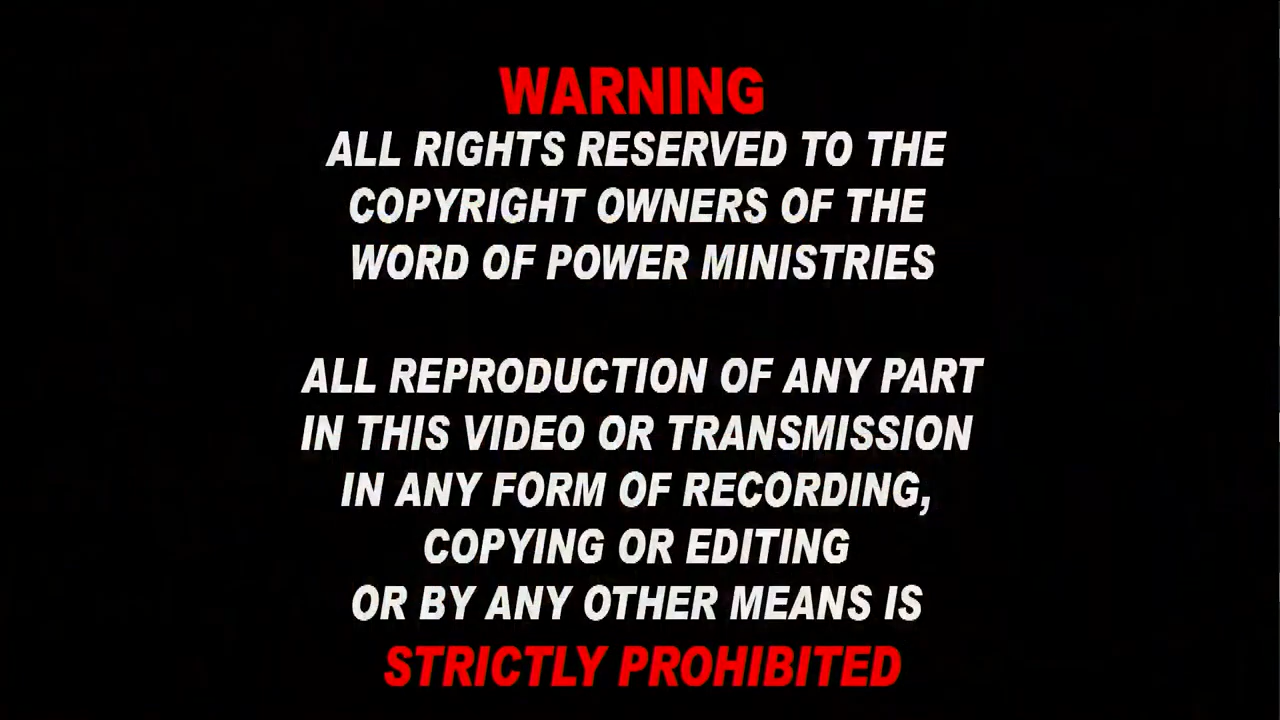 WARNING
ALL RIGHTS RESERVED TO THE
COPYRIGHT OWNERS OF THE
WORD OF POWER MINISTRIES
ALL REPRODUCTION OF ANY PART
IN THIS VIDEO OR TRANSMISSION
IN ANY FORM OF RECORDING,
COPYING OR EDITING
OR BY ANY OTHER MEANS IS
STRICTLY PROHIBITED